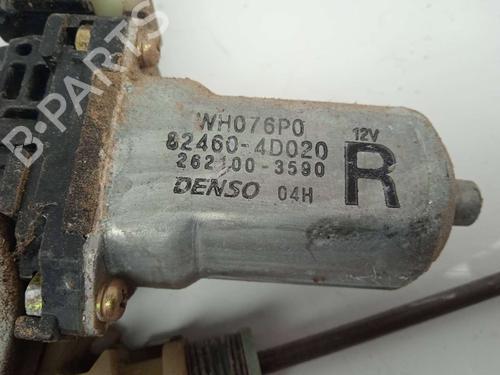 WH076P0
82460-4D020
262100-3590
DENSO 04H
12V
R
B-PARTS